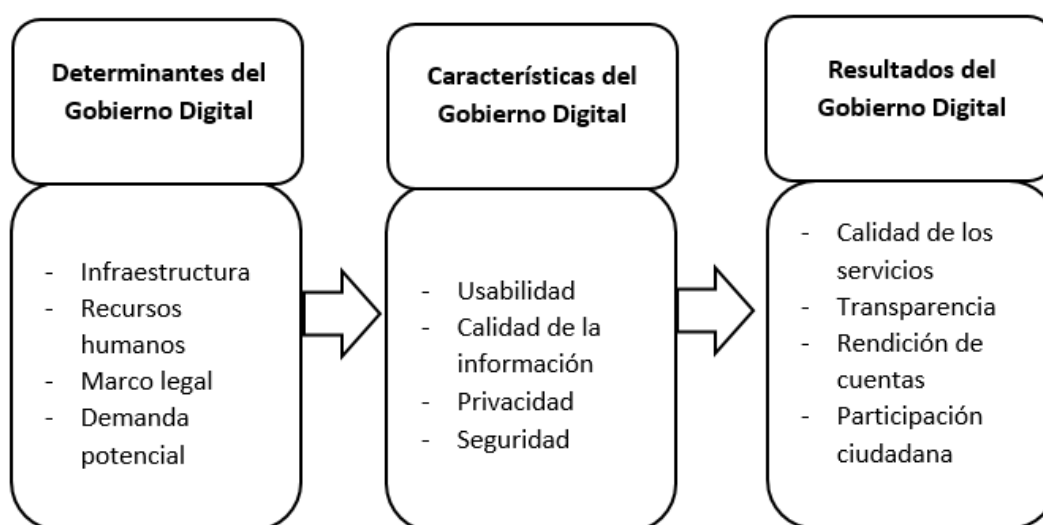 Determinantes del
Gobierno Digital
- Infraestructura
- Recursos
humanos
- Marco legal
- Demanda
potencial
Características del
Gobierno Digital
- Usabilidad
- Calidad de la
información
- Privacidad
- Seguridad
Resultados del
Gobierno Digital
- Calidad de los
servicios
- Transparencia
- Rendición de
cuentas
- Participación
ciudadana